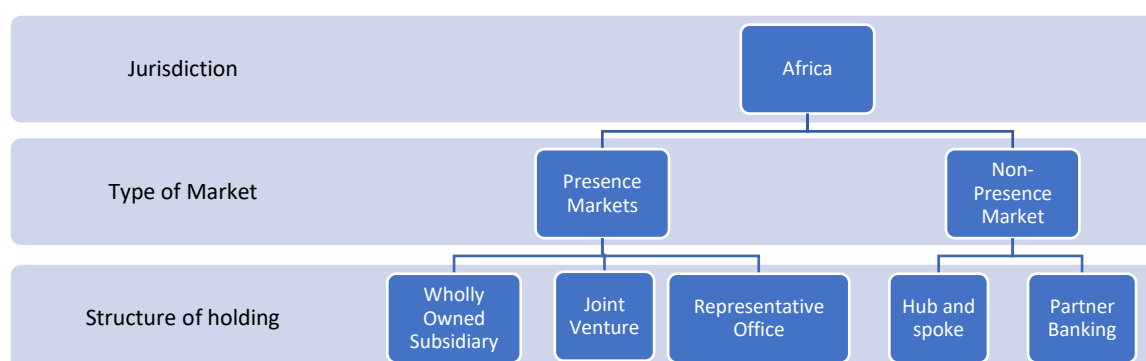 Jurisdiction
Africa
Type of Market
Presence
Markets
Non-
Presence
Market
Structure of holding
Wholly
Owned
Subsidiary
Joint
Venture
Representative
Office
Hub and
spoke
Partner
Banking